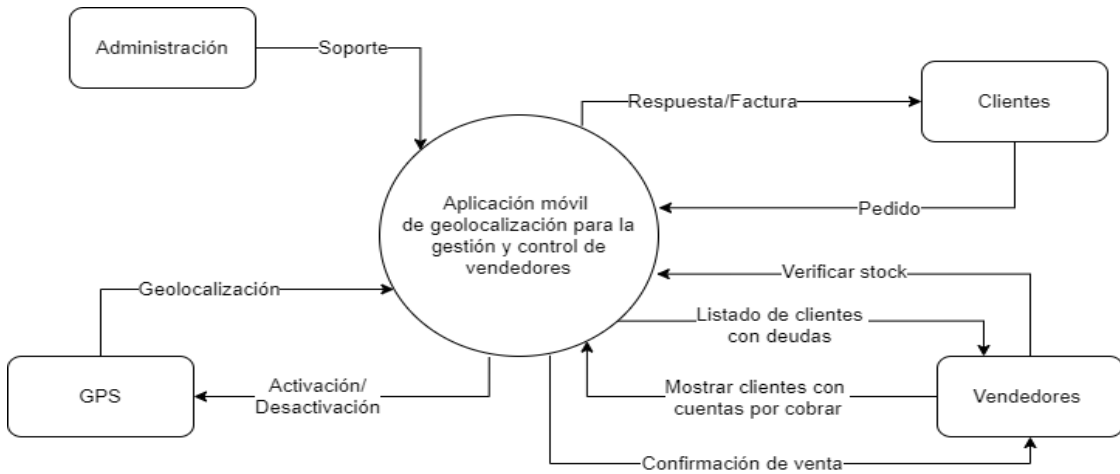 Administración
Soporte
Respuesta/Factura
Clientes
Aplicación móvil
de geolocalización para la
gestión y control de
vendedores
Pedido
Verificar stock
Geolocalización
Listado de clientes
con deudas
GPS
Activación/
Desactivación
Mostrar clientes con
cuentas por cobrar
Vendedores
Confirmación de venta